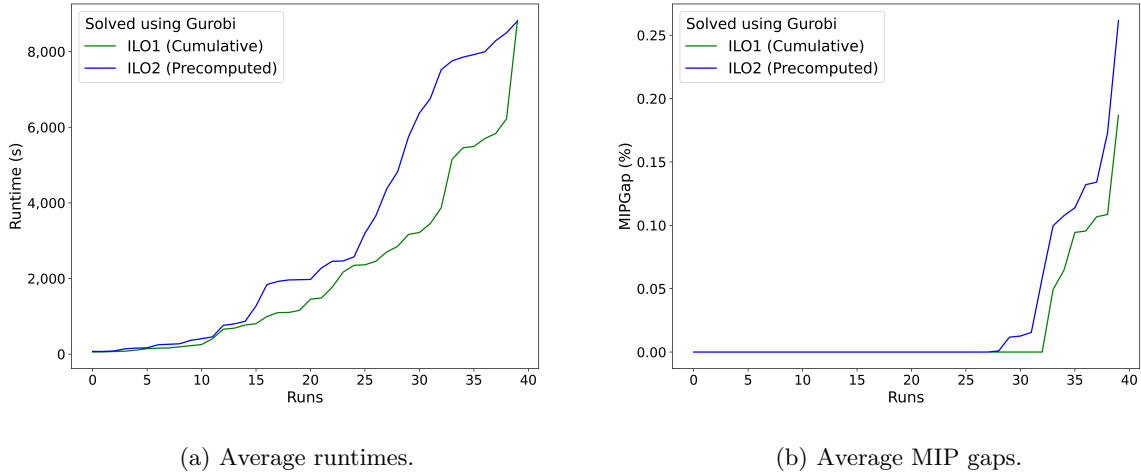 Solved using Gurobi
ILO1 (Cumulative)
ILO2 (Precomputed)
8,000
6,000
4,000
2,000
0
Runtime (s)
0 5 10 15 20 25 30 35 40
Runs
(a) Average runtimes.
Solved using Gurobi
ILO1 (Cumulative)
ILO2 (Precomputed)
0.25
0.20
0.15
0.10
0.05
0.00
MIPGap (%)
0 5 10 15 20 25 30 35 40
Runs
(b) Average MIP gaps.